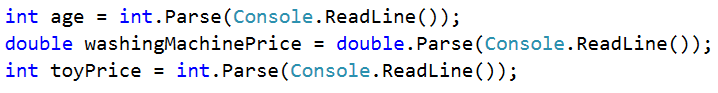 int age = int.Parse(Console.ReadLine());
double washingMachinePrice = double.Parse(Console.ReadLine());
int toyPrice = int.Parse(Console.ReadLine());